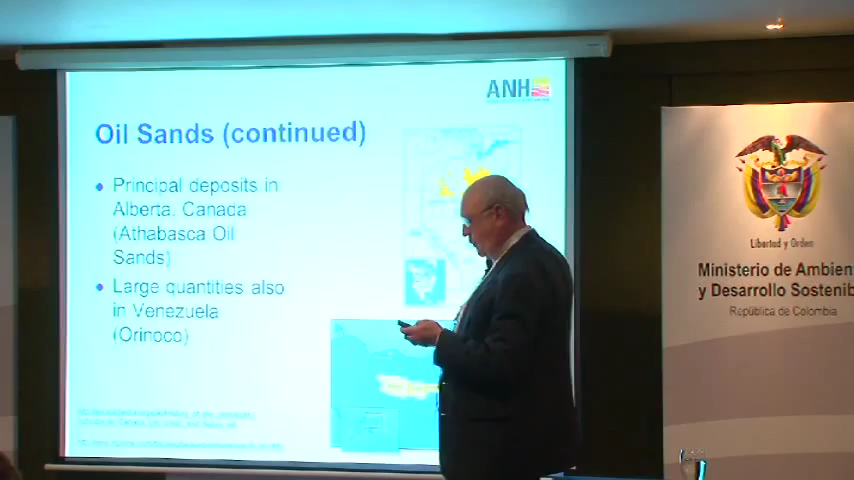 ANH
Oil Sands (continued)
• Principal deposits in
Alberta, Canada
(Athabasca Oil
Sands)
• Large quantities also
in Venezuela
(Orinoco)
Libertad y Orden
Ministerio de Ambien
y Desarrollo Sostenib
República de Colombia